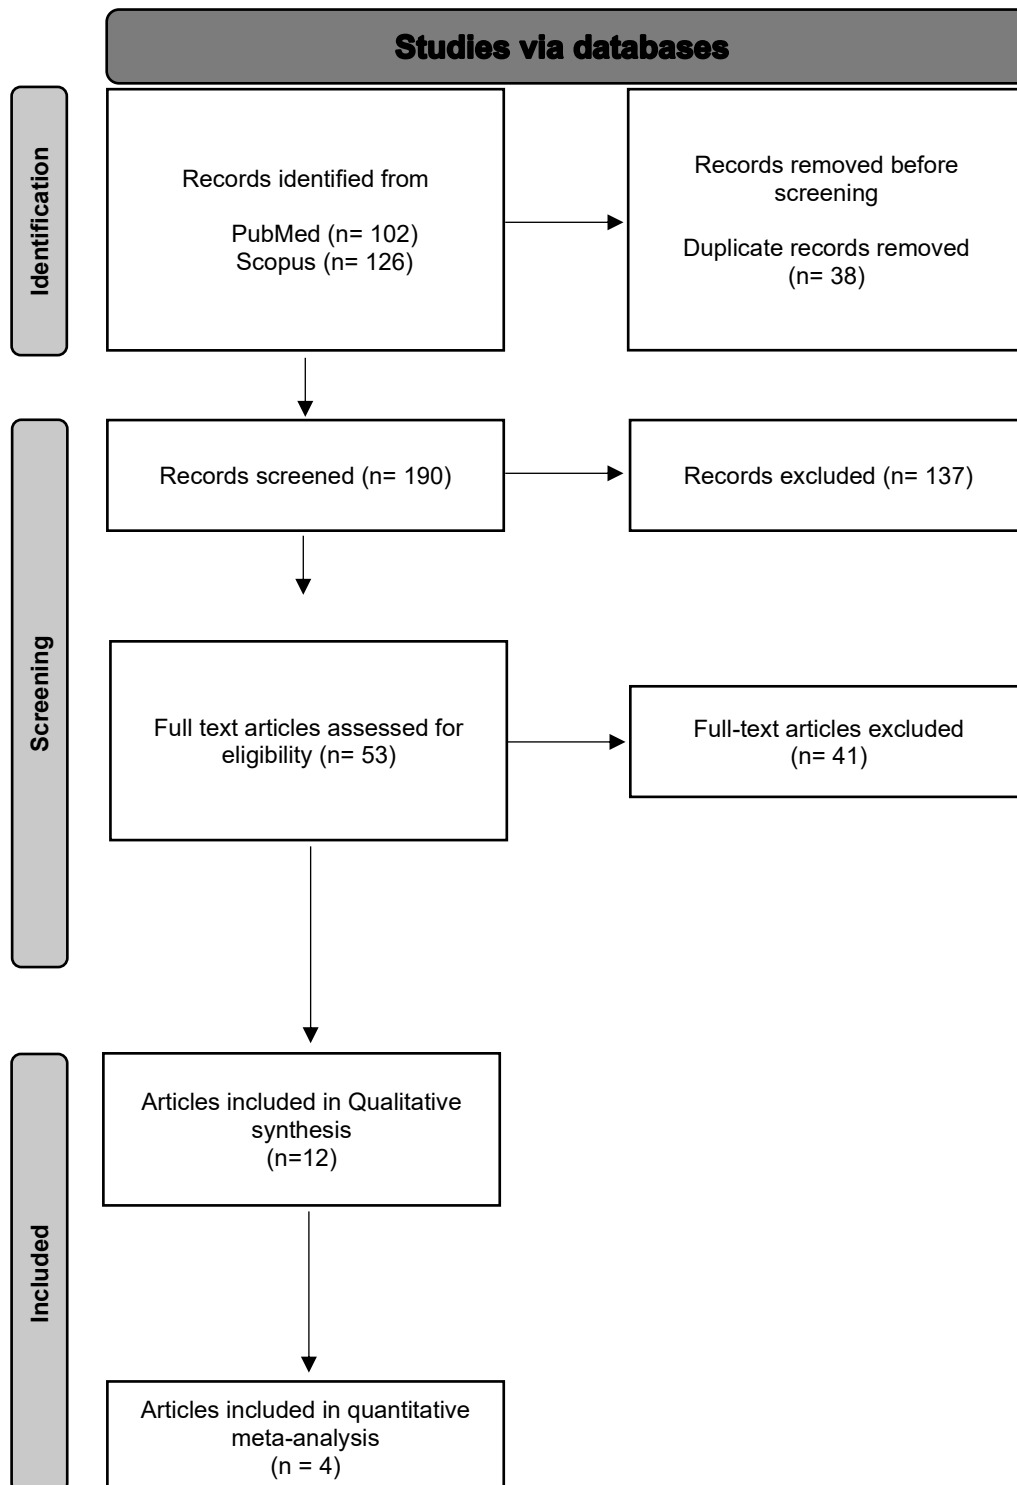 Studies via databases
Identification
Records identified from
PubMed (n= 102)
Scopus (n= 126)
Records removed before
screening
Duplicate records removed
(n= 38)
Screening
Records screened (n= 190)
Records excluded (n= 137)
Full text articles assessed for
eligibility (n= 53)
Full-text articles excluded
(n= 41)
Included
Articles included in Qualitative
synthesis
(n=12)
Articles included in quantitative
meta-analysis
(n = 4)